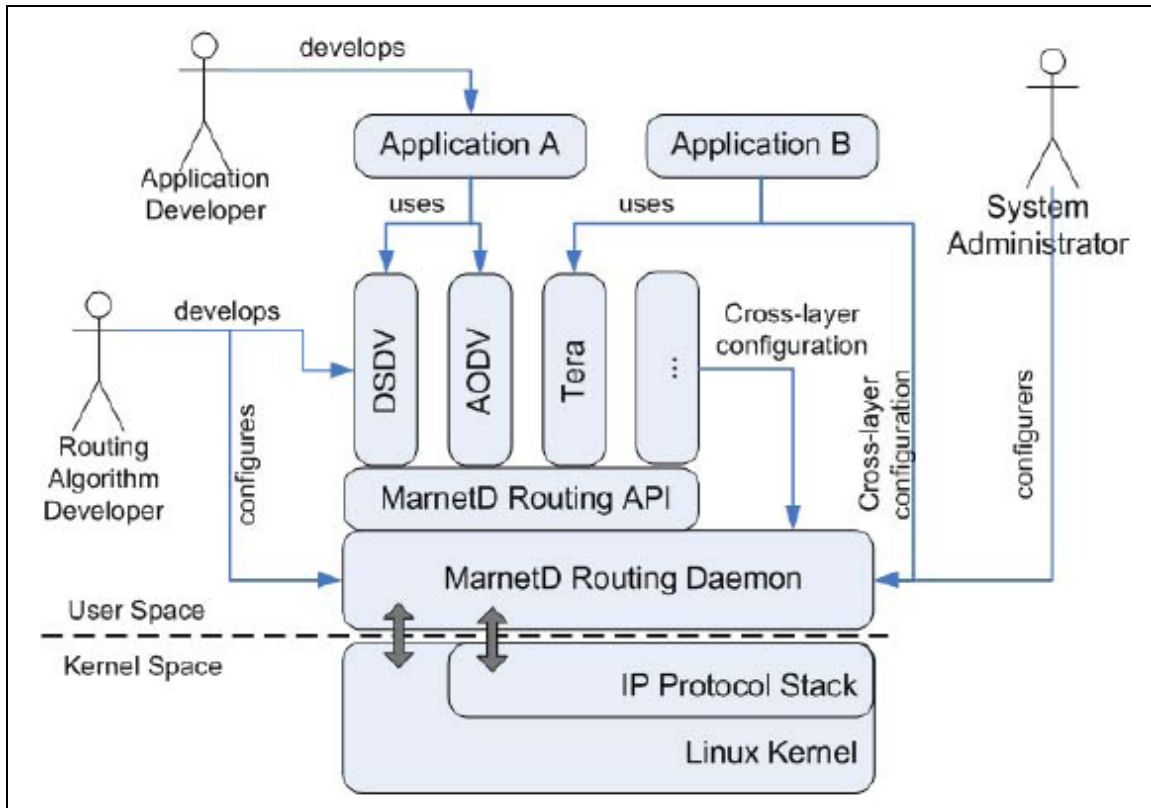 develops
Application A
Application B
Application
Developer
System
Administrator
uses
uses
develops
DSDV
AODV
Tera
...
Cross-layer
configuration
Cross-layer
configuration
configurers
Routing
Algorithm
Developer
configures
MarnetD Routing API
MarnetD Routing Daemon
User Space
Kernel Space
IP Protocol Stack
Linux Kernel